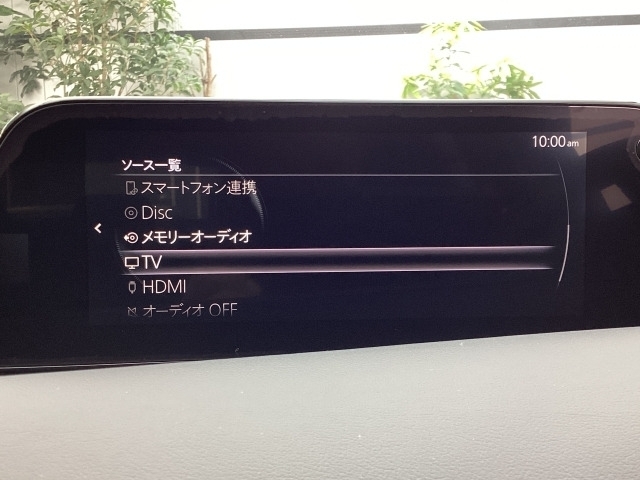 10:00am
ソース一覧
スマートフォン連携
Disc
メモリーオーディオ
TV
HDMI
オーディオ OFF